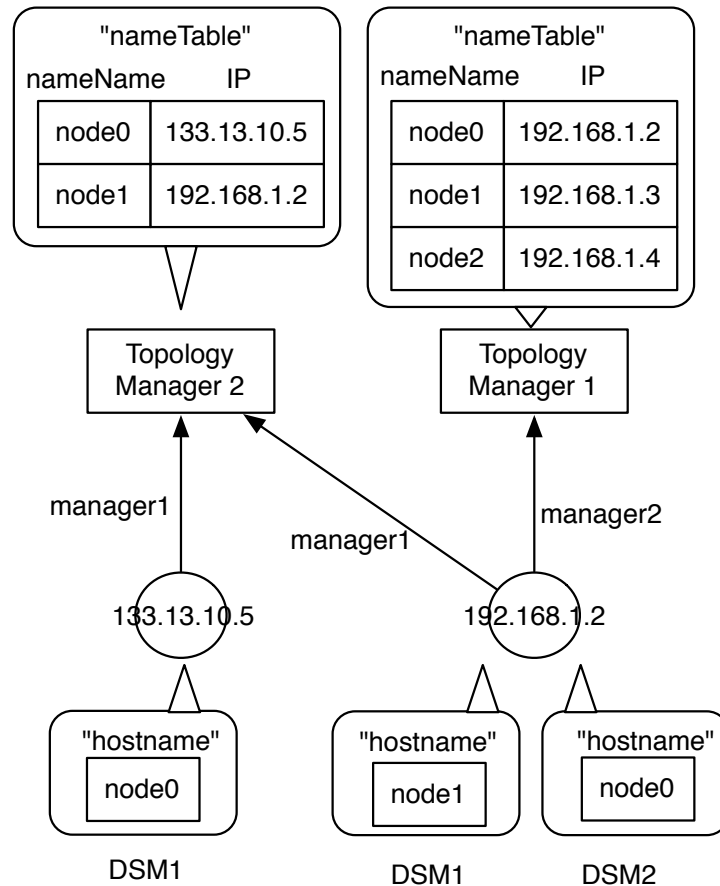 "nameTable"
nameName IP
node0 133.13.10.5
node1 192.168.1.2
"nameTable"
nameName IP
node0 192.168.1.2
node1 192.168.1.3
node2 192.168.1.4
Topology
Manager 2
Topology
Manager 1
manager1
manager1
manager2
133.13.10.5
192.168.1.2
"hostname"
node0
DSM1
"hostname"
node1
DSM1
"hostname"
node0
DSM2